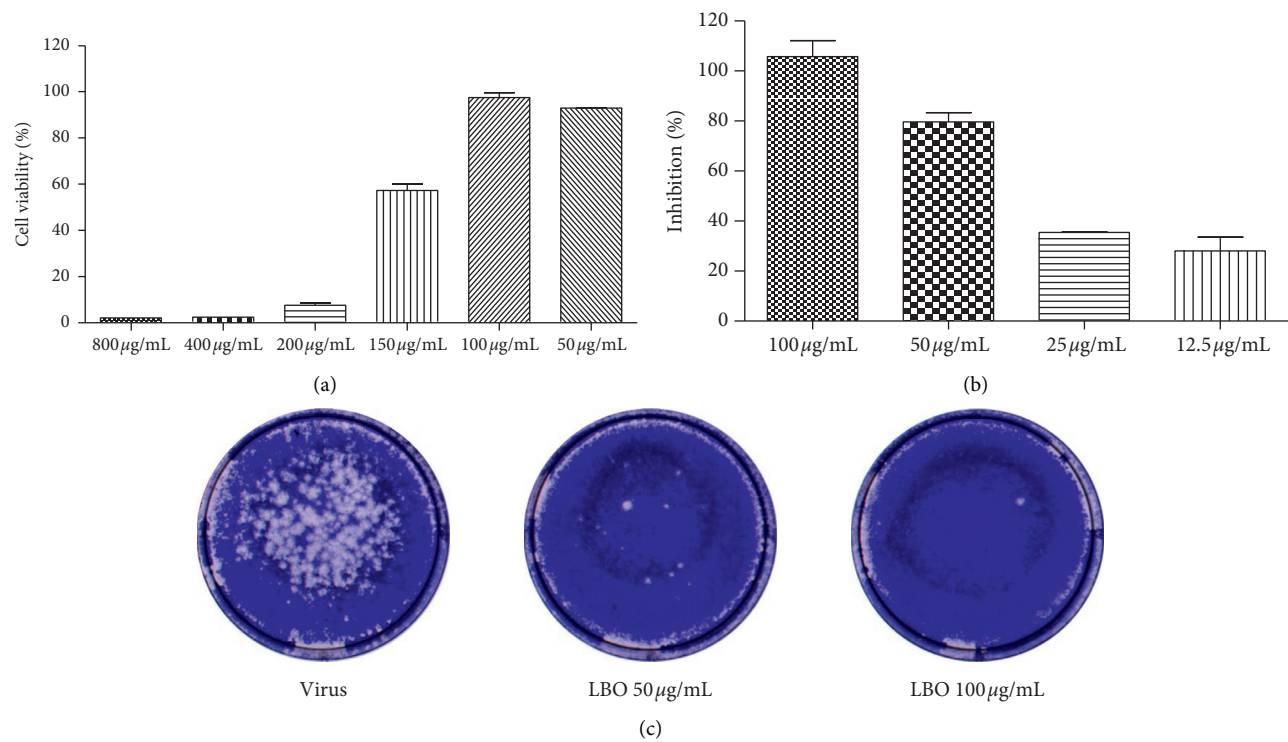 120
100
80
60
40
20
0
Cell viability (%)
800 μg/mL 400 μg/mL 200 μg/mL 150 μg/mL 100 μg/mL 50 μg/mL
(a)
120
100
80
60
40
20
0
Inhibition (%)
100 μg/mL 50 μg/mL 25 μg/mL 12.5 μg/mL
(b)
Virus LBO 50 μg/mL LBO 100 μg/mL
(c)